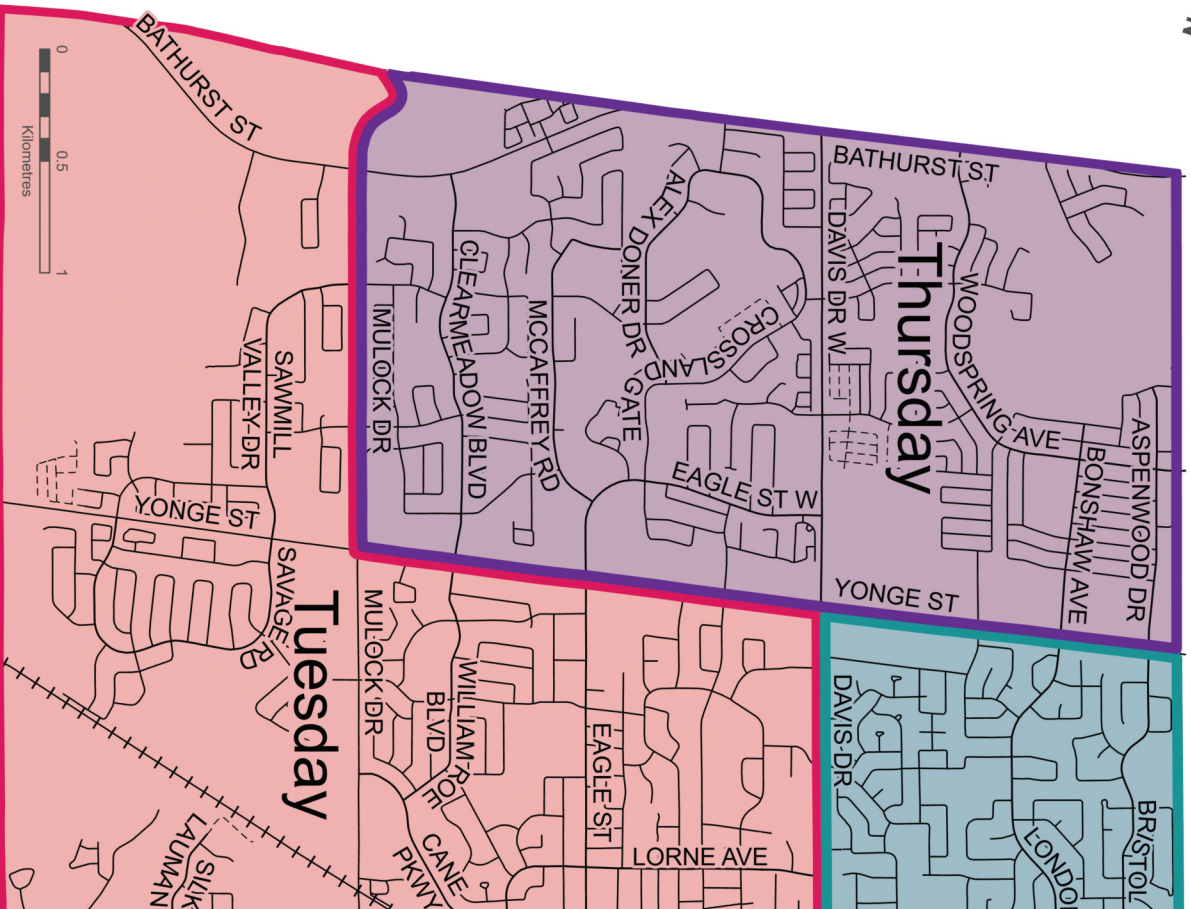 BATHURST ST
0
0.5
1
Kilometres
BATHURST ST
ALEX DONER DR
DAVIS DR W
Thursday
WOODSPRING AVE
CLEARMEADOW BLVD
MCCAFFREY RD
MULOCK DR
CROSSLAND
GATE
SAWMILL
VALLEY DR
EAGLE ST W
BONSHAW AVE
ASPENWOOD DR
YONGE ST
YONGE ST
SAVAGE RD
Tuesday
MULOCK DR
WILLIAM ROE
BLVD
EAGLE ST
DAVIS DR
LORNE AVE
CANE
PKWY
BRISTOL
LAUMAN